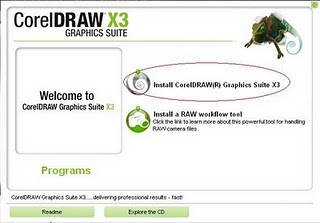 CorelDRAW X3
GRAPHICS SUITE
Welcome to
CorelDRAW Graphics Suite X3
Install CorelDRAW(R) Graphics Suite X3
Install a RAW workflow tool
Click the link to learn more about this powerful tool for handling
RAW camera files.
Programs
CorelDRAW Graphics Suite X3.....delivering professional results - fast!
Readme
Explore the CD